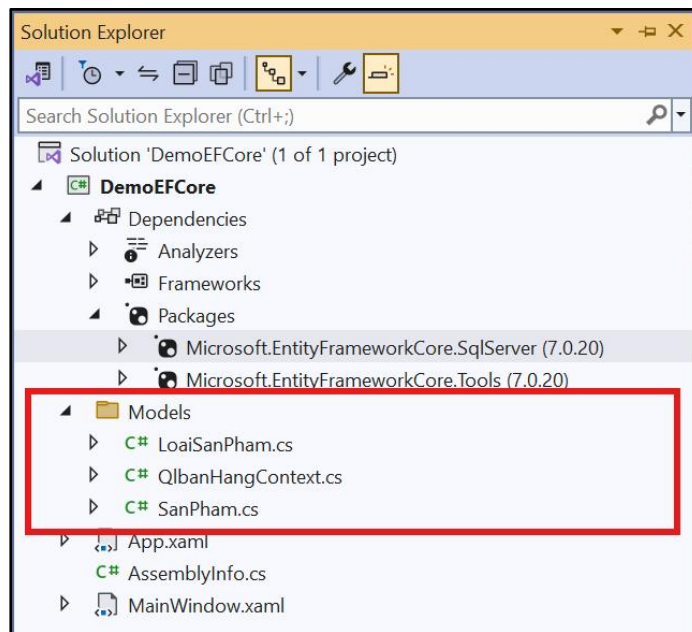 Solution Explorer
Search Solution Explorer (Ctrl+;)
Solution 'DemoEFCore' (1 of 1 project)
C# DemoEFCore
Dependencies
Analyzers
Frameworks
Packages
Microsoft.EntityFrameworkCore.SqlServer (7.0.20)
Microsoft.EntityFrameworkCore.Tools (7.0.20)
Models
C# LoaiSanPham.cs
C# QlbanHangContext.cs
C# SanPham.cs
App.xaml
C# AssemblyInfo.cs
MainWindow.xaml